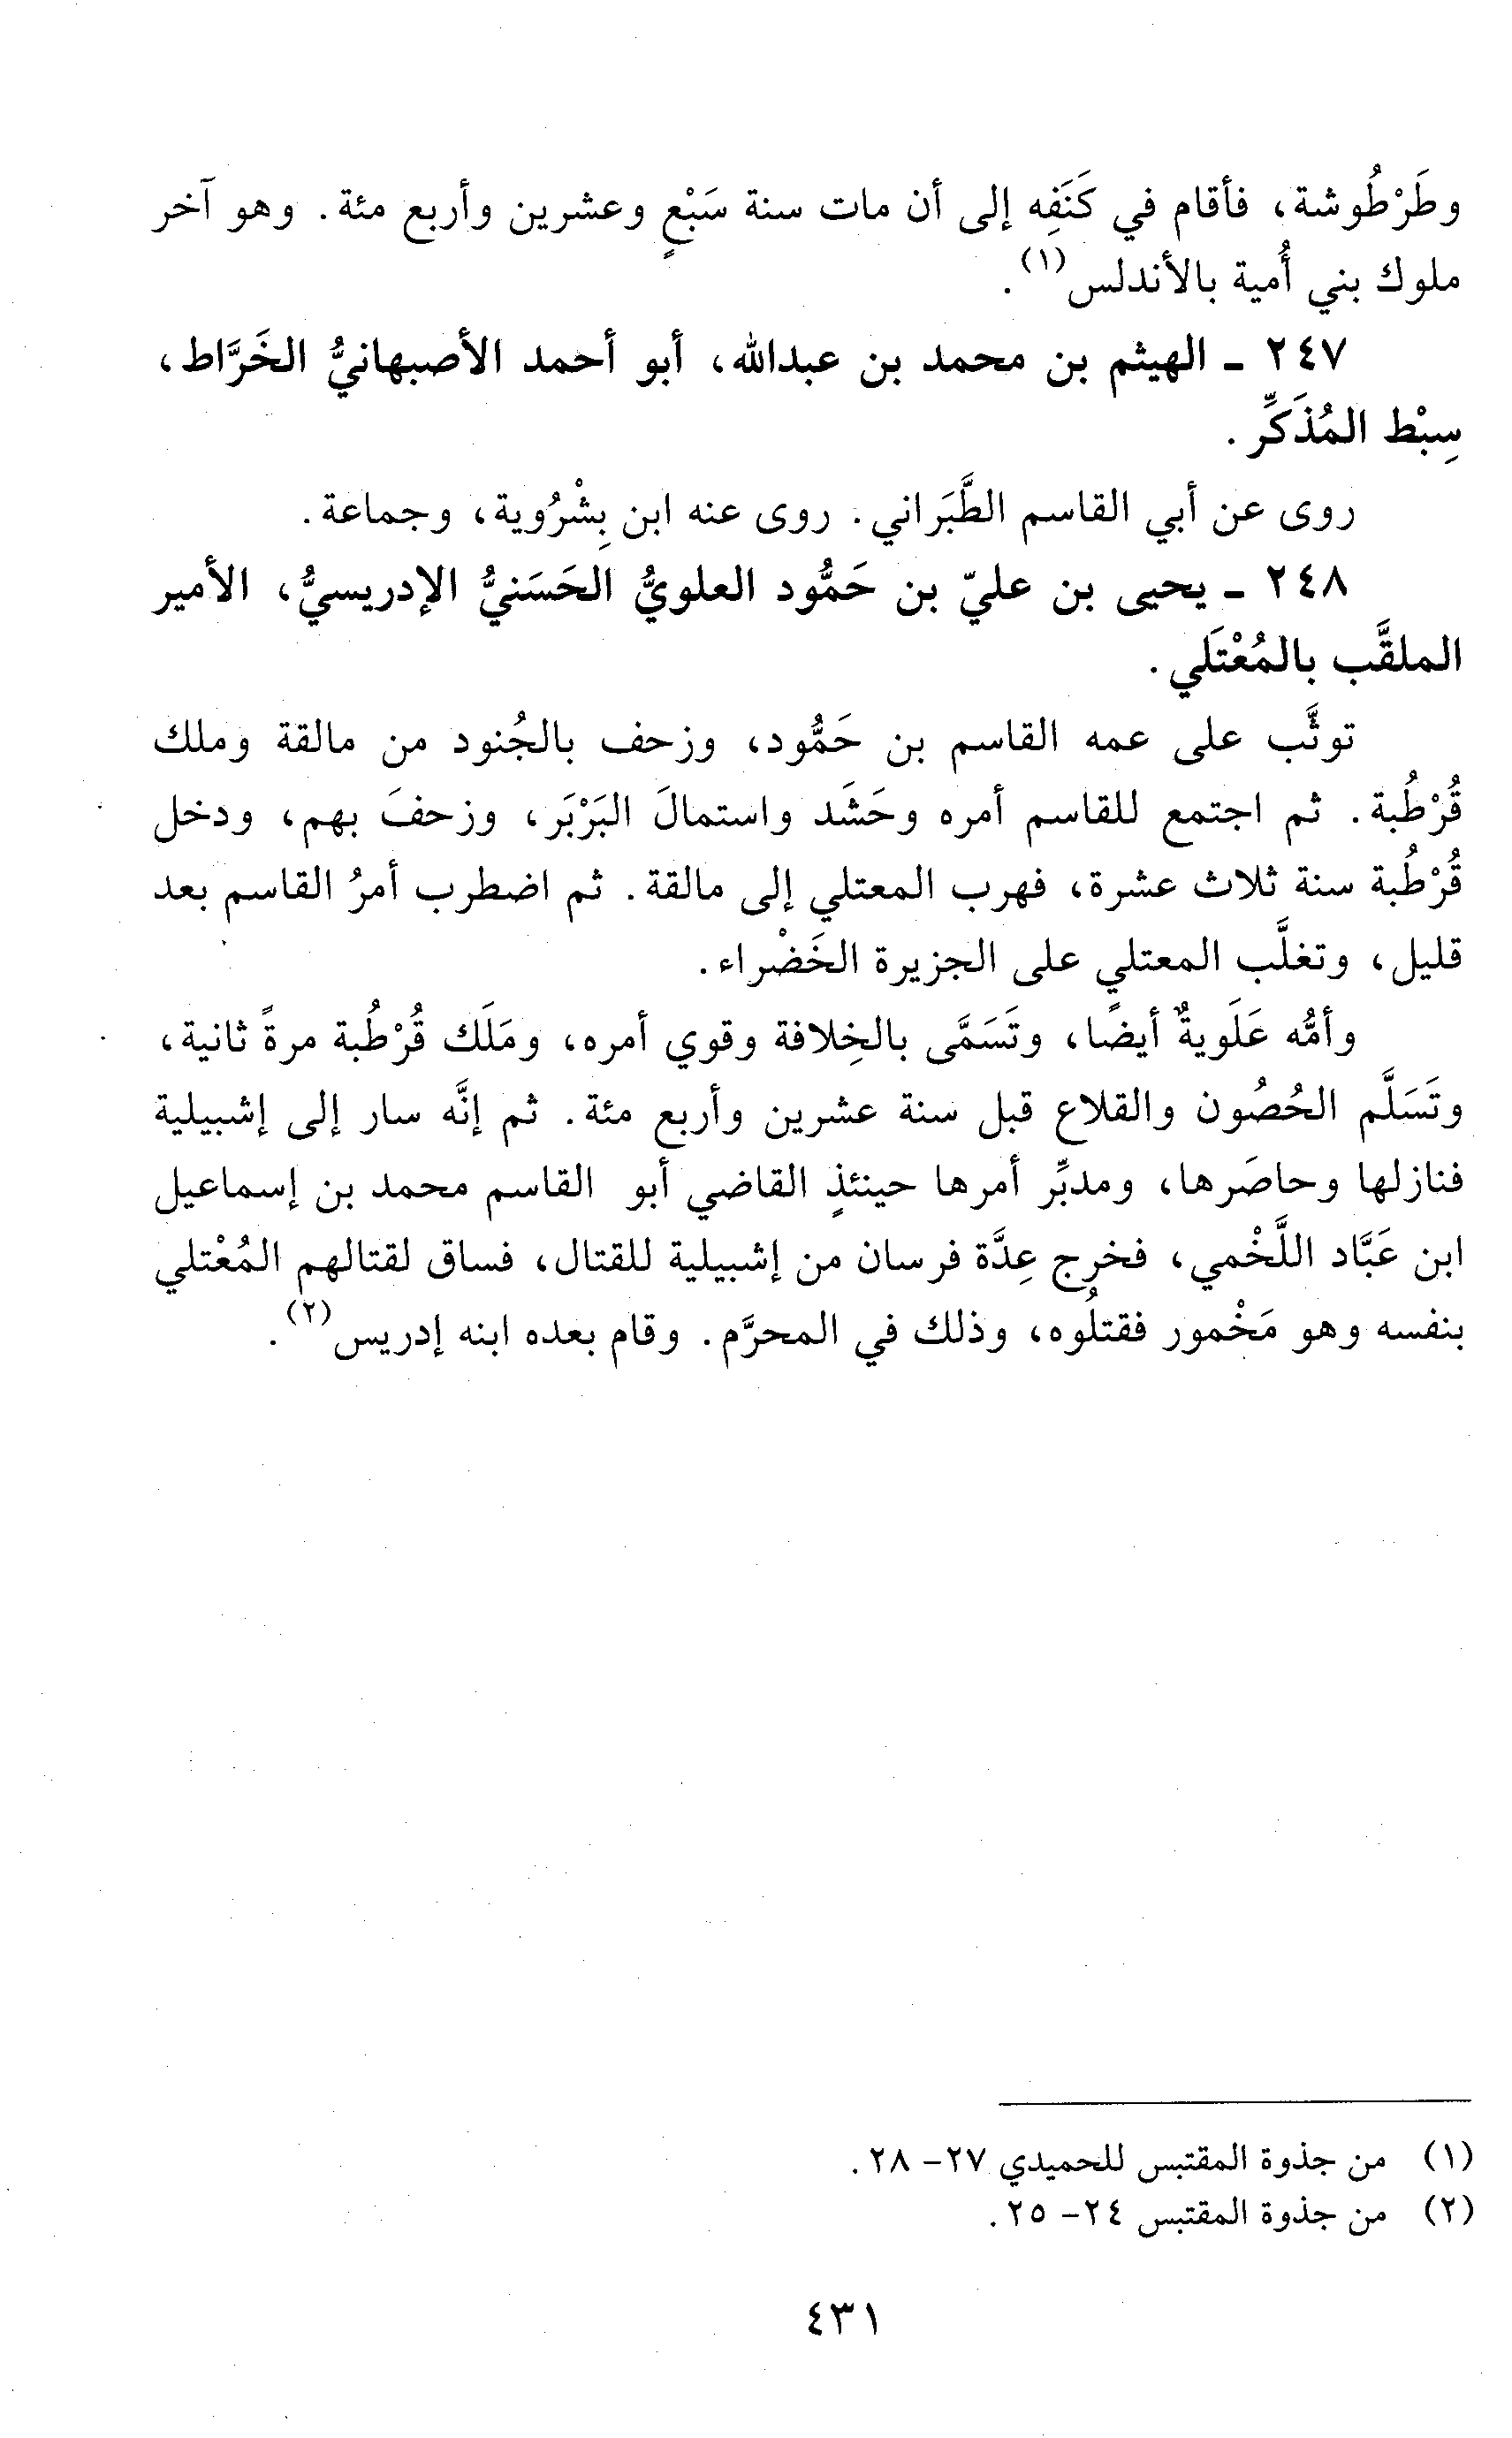 وطَرْطُوشة، فأقام في كَنَفِه إلى أن مات سنة سَبْعٍ وعشرين وأربع مئة. وهو آخر
ملوك بني أُمية بالأندلس(١).
٢٤٧ - الهيثم بن محمد بن عبدالله، أبو أحمد الأصبهانيُّ الخَرَّاط،
سِبْط المُذَكِّر.
روى عن أبي القاسم الطَّبَراني. روى عنه ابن بِشْرُوية، وجماعة.
٢٤٨ - يحيى بن عليّ بن حَمُّود العلويُّ الحَسَنيُّ الإدريسيُّ، الأمير
الملقَّب بالمُعْتَلي.
توثَّب على عمه القاسم بن حَمُّود، وزحف بالجُنود من مالقة وملك
قُرْطُبة. ثم اجتمع للقاسم أمره وحَشَد واستمالَ البَرْبَر، وزحفَ بهم، ودخل
قُرْطُبة سنة ثلاث عشرة، فهرب المعتلي إلى مالقة. ثم اضطرب أمرُ القاسم بعد
قليل، وتغلَّب المعتلي على الجزيرة الخَضْراء.
وأمُّه عَلَويةٌ أيضًا، وتَسَمَّى بالخِلافة وقوي أمره، ومَلَك قُرْطُبة مرةً ثانية،
وتَسَلَّم الحُصُون والقلاع قبل سنة عشرين وأربع مئة. ثم إنَّه سار إلى إشبيلية
فنازلها وحاصَرها، ومدبِّر أمرها حينئذٍ القاضي أبو القاسم محمد بن إسماعيل
ابن عَبَّاد اللَّخْمي، فخرج عِدَّة فرسان من إشبيلية للقتال، فساق لقتالهم المُعْتلي
بنفسه وهو مَخْمور فقتلُوه، وذلك في المحرَّم. وقام بعده ابنه إدريس(٢).
(١) من جذوة المقتبس للحميدي ٢٧- ٢٨.
(٢) من جذوة المقتبس ٢٤- ٢٥.
٤٣١